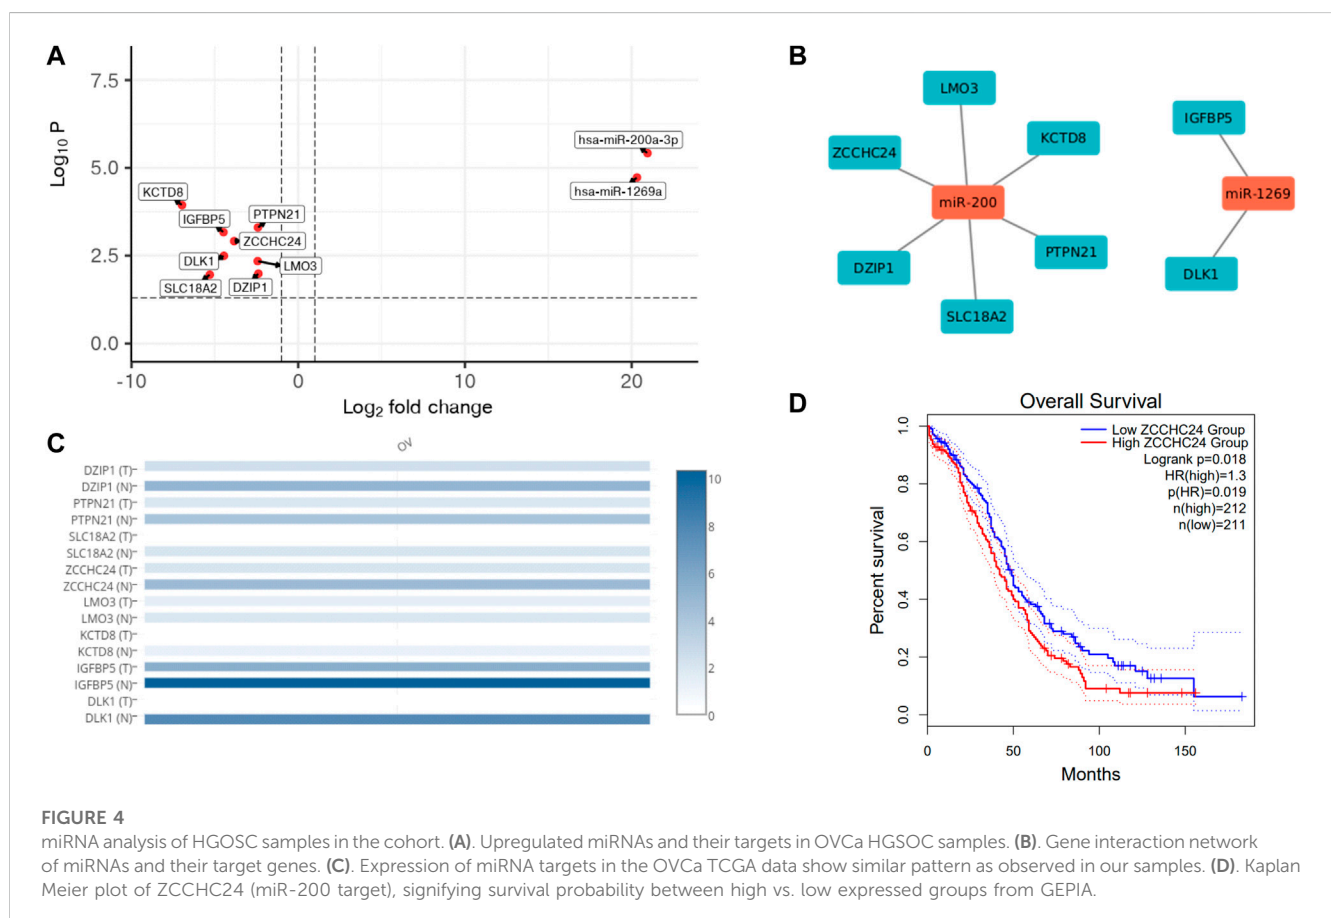 A
Log10 P
7.5
5.0
2.5
0.0
-10
0
10
20
Log2 fold change
hsa-miR-200a-3p
hsa-miR-1269a
KCTD8
IGFBP5
PTPN21
ZCCHC24
DLK1
LMO3
SLC18A2
DZIP1
B
LMO3
ZCCHC24
KCTD8
miR-200
DZIP1
PTPN21
SLC18A2
IGFBP5
miR-1269
DLK1
C
OV
DZIP1 (T)
DZIP1 (N)
PTPN21 (T)
PTPN21 (N)
SLC18A2 (T)
SLC18A2 (N)
ZCCHC24 (T)
ZCCHC24 (N)
LMO3 (T)
LMO3 (N)
KCTD8 (T)
KCTD8 (N)
IGFBP5 (T)
IGFBP5 (N)
DLK1 (T)
DLK1 (N)
10
8
6
4
2
0
D
Overall Survival
Low ZCCHC24 Group
High ZCCHC24 Group
Logrank p=0.018
HR(high)=1.3
p(HR)=0.019
n(high)=212
n(low)=211
Percent survival
1.0
0.8
0.6
0.4
0.2
0.0
0
50
100
150
Months
FIGURE 4
miRNA analysis of HGOSC samples in the cohort. (A). Upregulated miRNAs and their targets in OVCa HGSOC samples. (B). Gene interaction network
of miRNAs and their target genes. (C). Expression of miRNA targets in the OVCa TCGA data show similar pattern as observed in our samples. (D). Kaplan
Meier plot of ZCCHC24 (miR-200 target), signifying survival probability between high vs. low expressed groups from GEPIA.